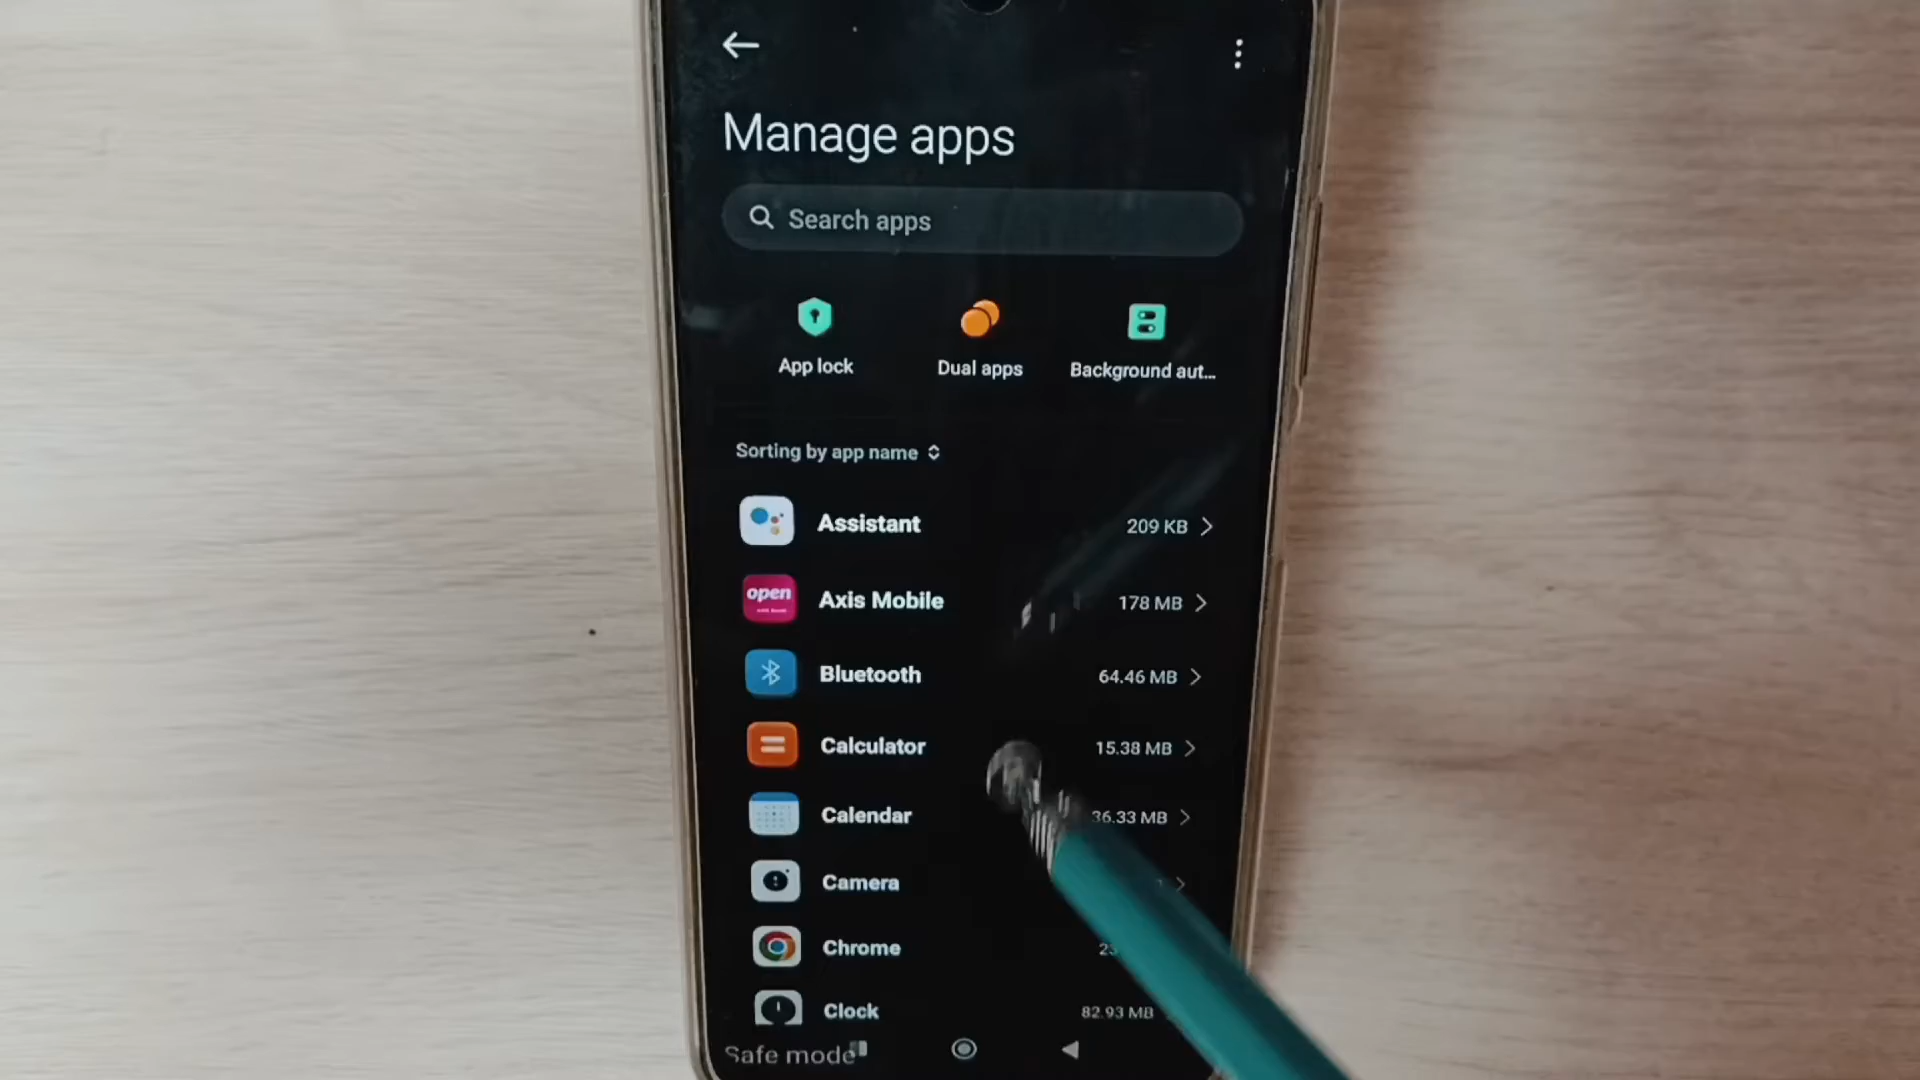 Manage apps
Search apps
App lock
Dual apps
Background aut...
Sorting by app name
Assistant
209 KB
open
Axis Mobile
178 MB
Bluetooth
64.46 MB
Calculator
15.38 MB
Calendar
36.33 MB
Camera
Chrome
23
Clock
82.93 MB
Safe mode